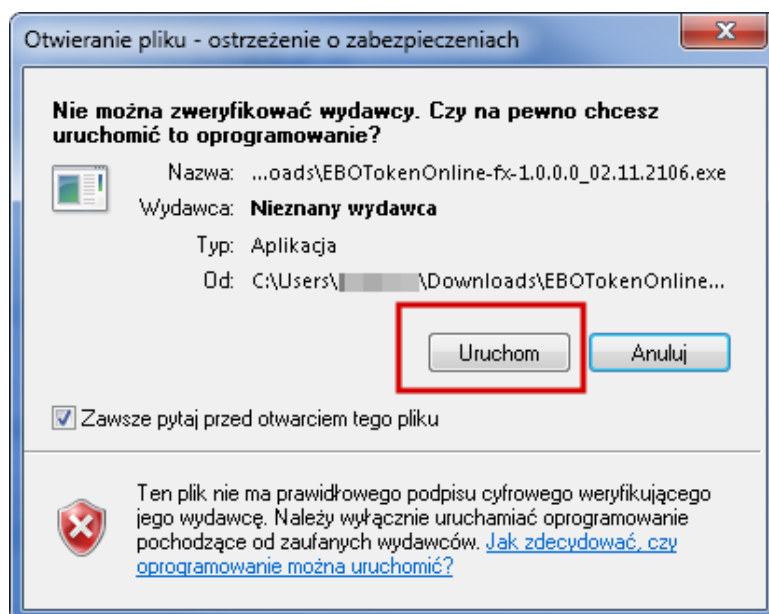 Otwieranie pliku - ostrzeżenie o zabezpieczeniach
Nie można zweryfikować wydawcy. Czy na pewno chcesz
uruchomić to oprogramowanie?
Nazwa: ...oads\EBOTokenOnline-fx-1.0.0.0_02.11.2106.exe
Wydawca: Nieznany wydawca
Typ: Aplikacja
Od: C:\Users\ \Downloads\EBOTokenOnline...
Uruchom Anuluj
Zawsze pytaj przed otwarciem tego pliku
Ten plik nie ma prawidłowego podpisu cyfrowego weryfikującego
jego wydawcę. Należy wyłącznie uruchamiać oprogramowanie
pochodzące od zaufanych wydawców. Jak zdecydować, czy
oprogramowanie można uruchomić?